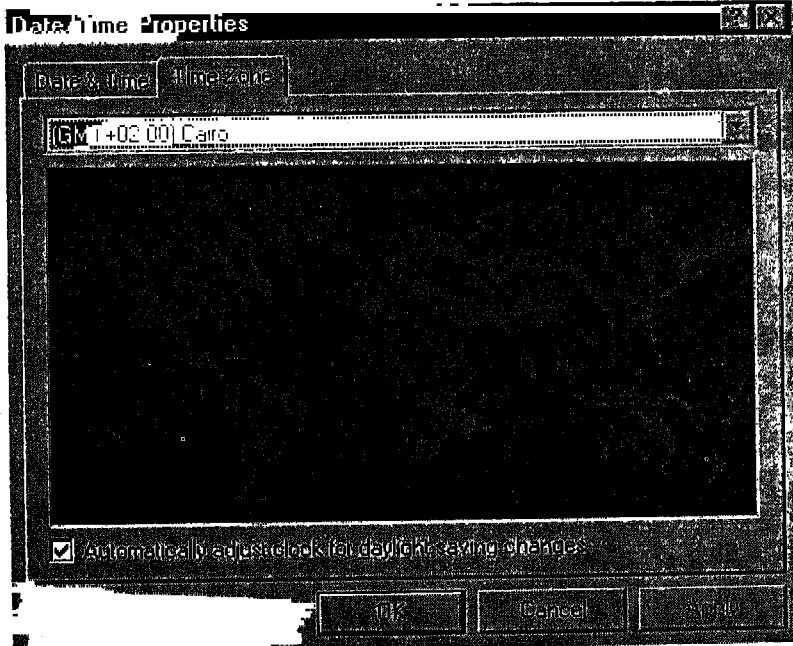 Date/Time Properties
Date & Time Time Zone
(GMT+02:00) Cairo
Automatically adjust clock for daylight saving changes
OK Cancel Apply